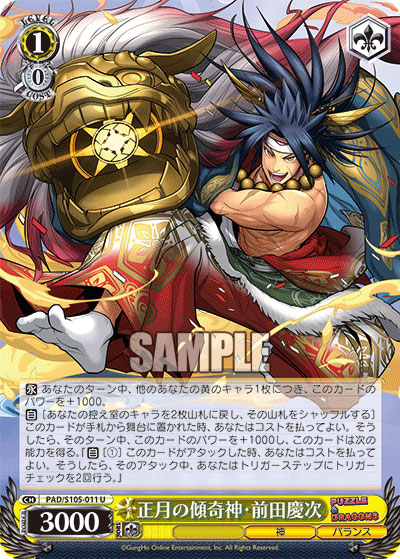 LEVEL
1
0
COST
SAMPLE
永 あなたのターン中、他のあなたの黄のキャラ1枚につき、このカードの
パワーを+1000。
自 [あなたの控え室のキャラを2枚山札に戻し、その山札をシャッフルする]
このカードが手札から舞台に置かれた時、あなたはコストを払ってよい。そう
したら、そのターン中、このカードのパワーを+1000し、このカードは次の
能力を得る。『自 [①] このカードがアタックした時、あなたはコストを払って
よい。そうしたら、そのアタック中、あなたはトリガーステップにトリガー
チェックを2回行う。』
CH PAD/S105-011 U 正月の傾奇神・前田慶次 PUZZLE & DRAGONS
POWER 3000 SOUL 神 バランス
©GungHo Online Entertainment, Inc. All Rights Reserved.